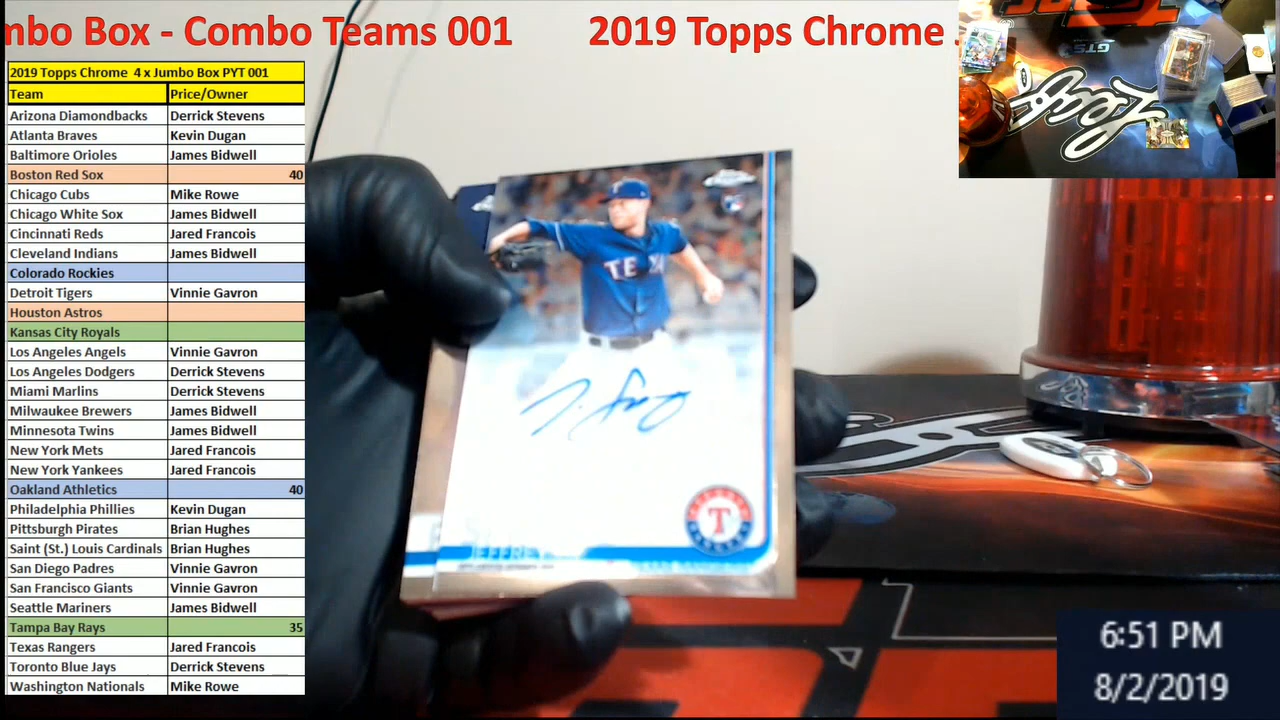 mbo Box - Combo Teams 001 2019 Topps Chrome
2019 Topps Chrome 4 x Jumbo Box PYT 001
Team Price/Owner
Arizona Diamondbacks Derrick Stevens
Atlanta Braves Kevin Dugan
Baltimore Orioles James Bidwell
Boston Red Sox 40
Chicago Cubs Mike Rowe
Chicago White Sox James Bidwell
Cincinnati Reds Jared Francois
Cleveland Indians James Bidwell
Colorado Rockies
Detroit Tigers Vinnie Gavron
Houston Astros
Kansas City Royals
Los Angeles Angels Vinnie Gavron
Los Angeles Dodgers Derrick Stevens
Miami Marlins Derrick Stevens
Milwaukee Brewers James Bidwell
Minnesota Twins James Bidwell
New York Mets Jared Francois
New York Yankees Jared Francois
Oakland Athletics 40
Philadelphia Phillies Kevin Dugan
Pittsburgh Pirates Brian Hughes
Saint (St.) Louis Cardinals Brian Hughes
San Diego Padres Vinnie Gavron
San Francisco Giants Vinnie Gavron
Seattle Mariners James Bidwell
Tampa Bay Rays 35
Texas Rangers Jared Francois
Toronto Blue Jays Derrick Stevens
Washington Nationals Mike Rowe
TEXA
T
JEFFREY
GTS
Leaf
6:51 PM
8/2/2019